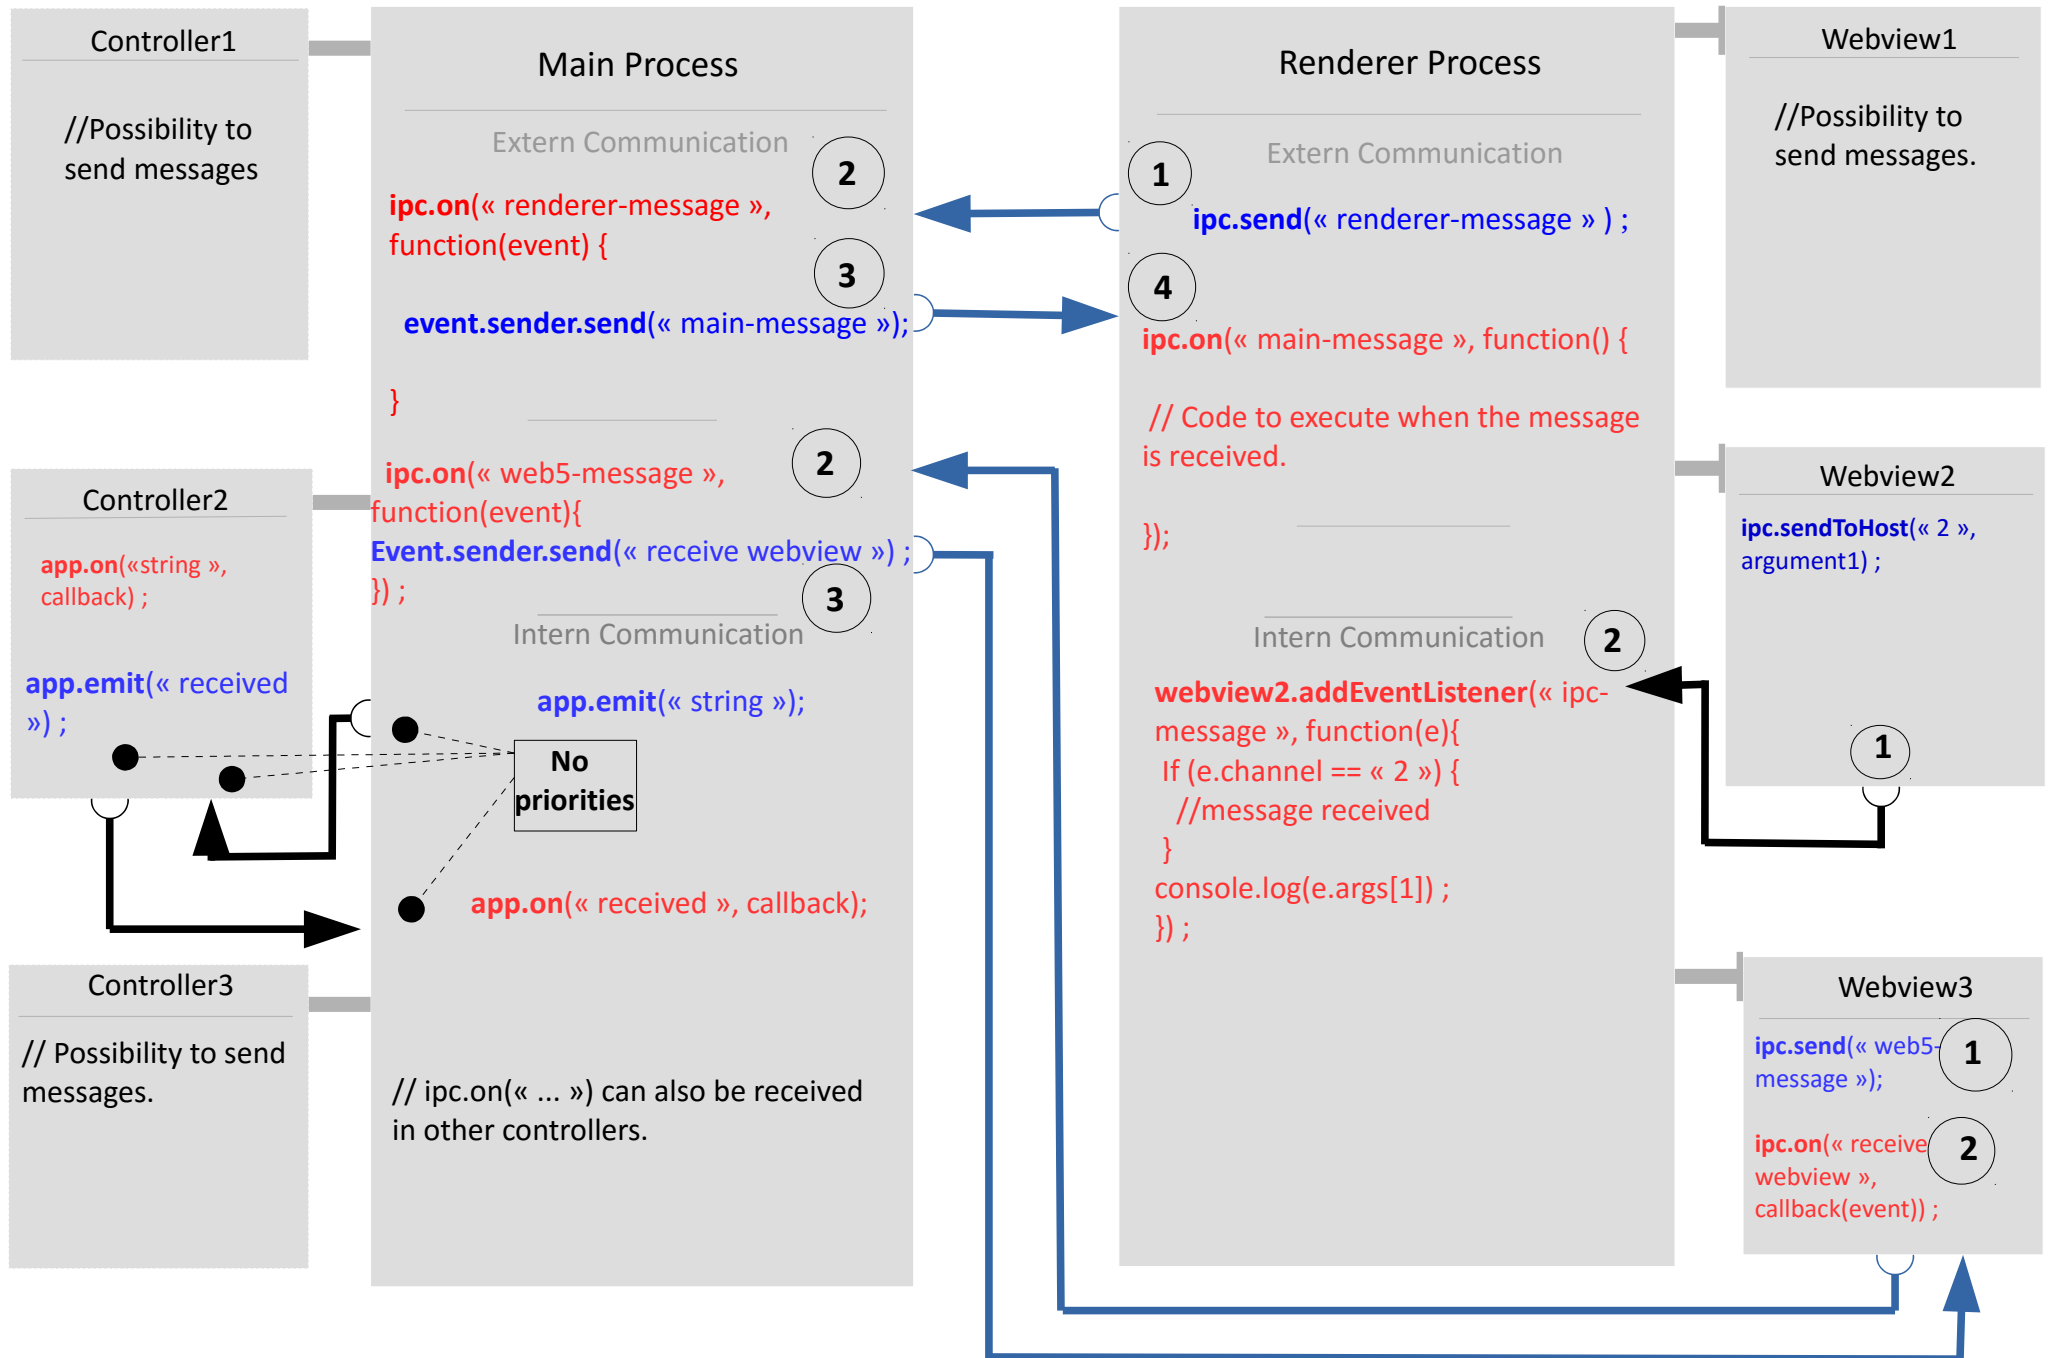 Controller1
//Possibility to
send messages
Controller2
app.on(«string »,
callback) ;
app.emit(« received
») ;
Controller3
// Possibility to send
messages.
Main Process
Extern Communication
2
ipc.on(« renderer-message »,
function(event) {
3
event.sender.send(« main-message »);
}
2
ipc.on(« web5-message »,
function(event){
Event.sender.send(« receive webview ») ;
}) ;
3
Intern Communication
app.emit(« string »);
No
priorities
app.on(« received », callback);
// ipc.on(« ... ») can also be received
in other controllers.
Renderer Process
Extern Communication
1
ipc.send(« renderer-message » ) ;
4
ipc.on(« main-message », function() {
// Code to execute when the message
is received.
});
Intern Communication
2
webview2.addEventListener(« ipc-
message », function(e){
If (e.channel == « 2 ») {
//message received
}
console.log(e.args[1]) ;
}) ;
Webview1
//Possibility to
send messages.
Webview2
ipc.sendToHost(« 2 »,
argument1) ;
1
Webview3
ipc.send(« web5-
message »);
1
ipc.on(« receive
webview »,
callback(event)) ;
2